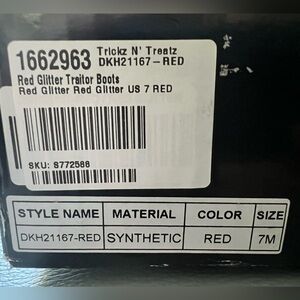 1662963 Trickz N' Treatz
DKH21167-RED
Red Glitter Traitor Boots
Red Glitter Red Glitter US 7 RED
SKU: S772588
STYLE NAME MATERIAL COLOR SIZE
DKH21167-RED SYNTHETIC RED 7M